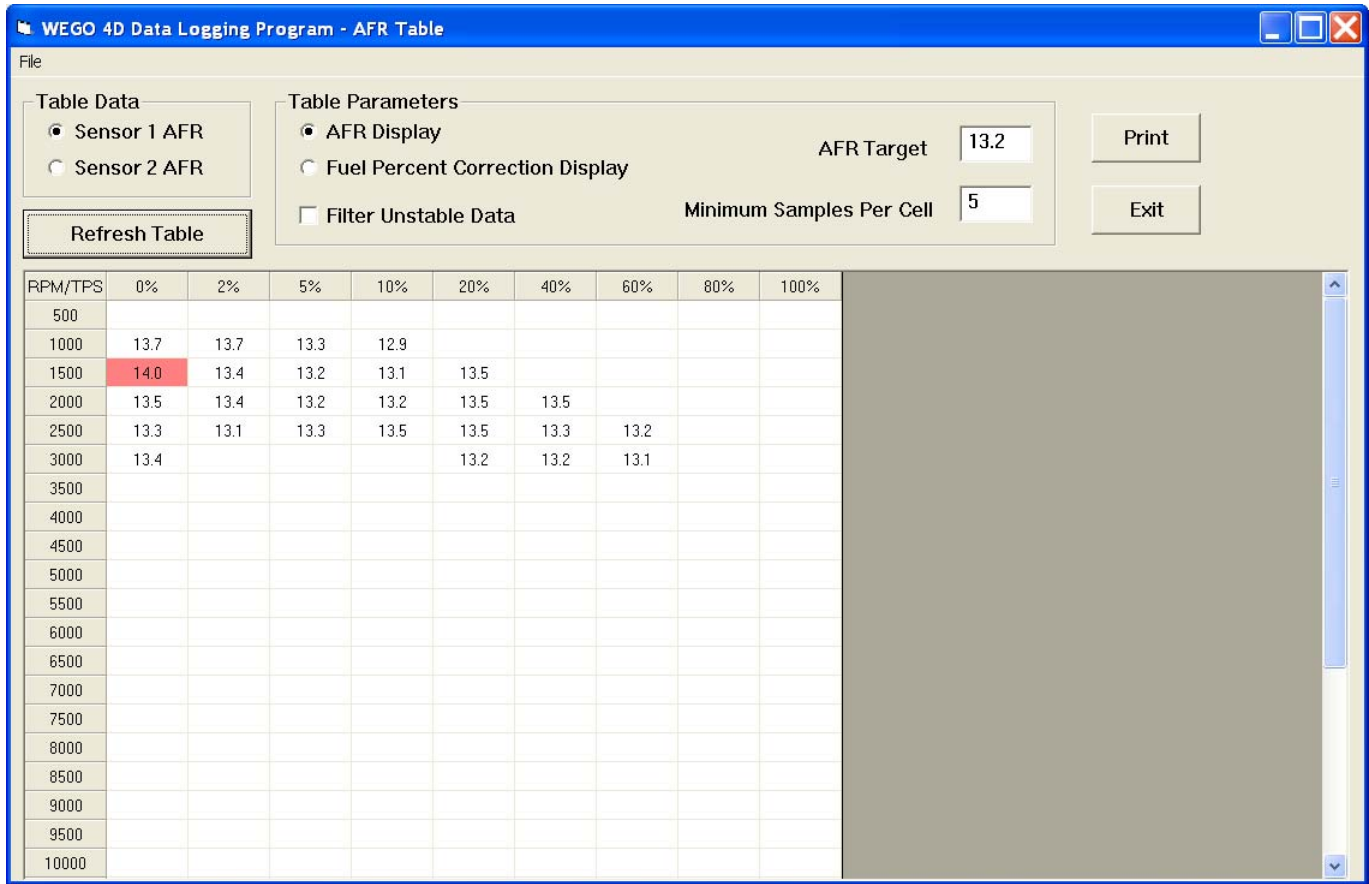 WEGO 4D Data Logging Program - AFR Table
File
Table Data
Sensor 1 AFR
Sensor 2 AFR
Refresh Table
Table Parameters
AFR Display
Fuel Percent Correction Display
Filter Unstable Data
AFR Target 13.2
Minimum Samples Per Cell 5
Print
Exit
RPM/TPS 0% 2% 5% 10% 20% 40% 60% 80% 100%
500
1000 13.7 13.7 13.3 12.9
1500 14.0 13.4 13.2 13.1 13.5
2000 13.5 13.4 13.2 13.2 13.5 13.5
2500 13.3 13.1 13.3 13.5 13.5 13.3 13.2
3000 13.4 13.2 13.2 13.1
3500
4000
4500
5000
5500
6000
6500
7000
7500
8000
8500
9000
9500
10000